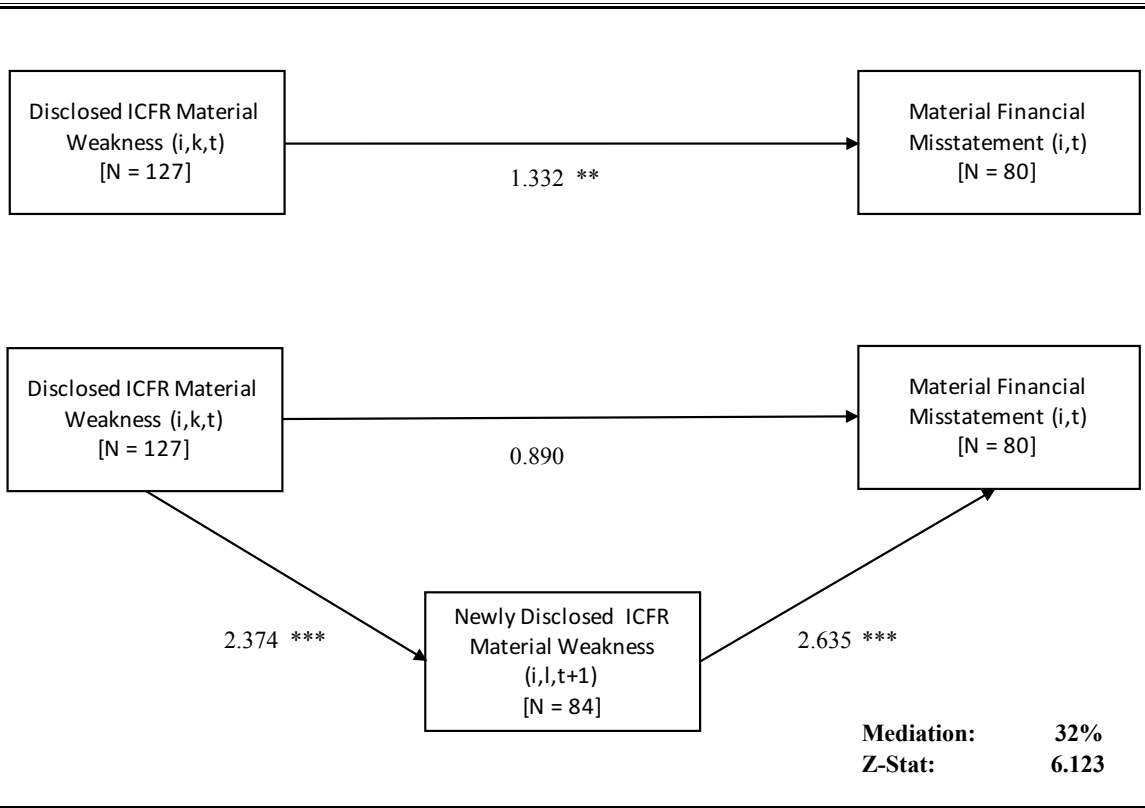 Disclosed ICFR Material
Weakness (i,k,t)
[N = 127]
1.332 **
Material Financial
Misstatement (i,t)
[N = 80]
Disclosed ICFR Material
Weakness (i,k,t)
[N = 127]
0.890
Material Financial
Misstatement (i,t)
[N = 80]
2.374 ***
Newly Disclosed ICFR
Material Weakness
(i,l,t+1)
[N = 84]
2.635 ***
Mediation: 32%
Z-Stat: 6.123